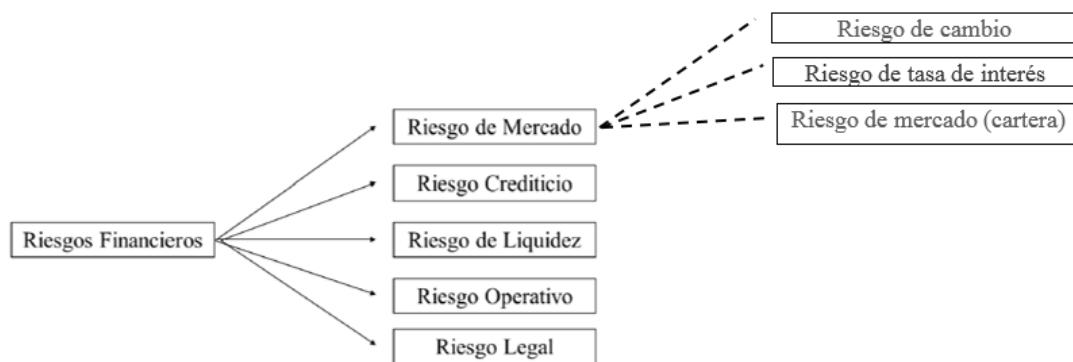 Riesgo de cambio
Riesgo de tasa de interés
Riesgo de mercado (cartera)
Riesgo de Mercado
Riesgo Crediticio
Riesgos Financieros
Riesgo de Liquidez
Riesgo Operativo
Riesgo Legal